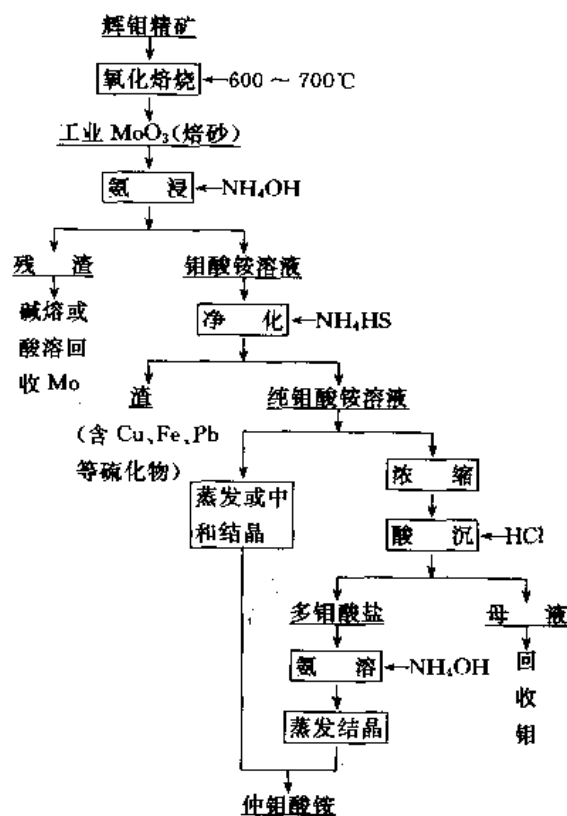 辉钼精矿
氧化焙烧 600～700℃
工业 MoO₃(焙砂)
氨 浸 NH₄OH
残 渣 钼酸铵溶液
碱熔或
酸溶回
收 Mo
净 化 NH₄HS
渣 纯钼酸铵溶液
(含 Cu、Fe、Pb
等硫化物)
蒸发或中
和结晶
浓 缩
酸 沉 HCl
多钼酸盐 母 液
氨 溶 NH₄OH
回
收
钼
蒸发结晶
仲钼酸铵